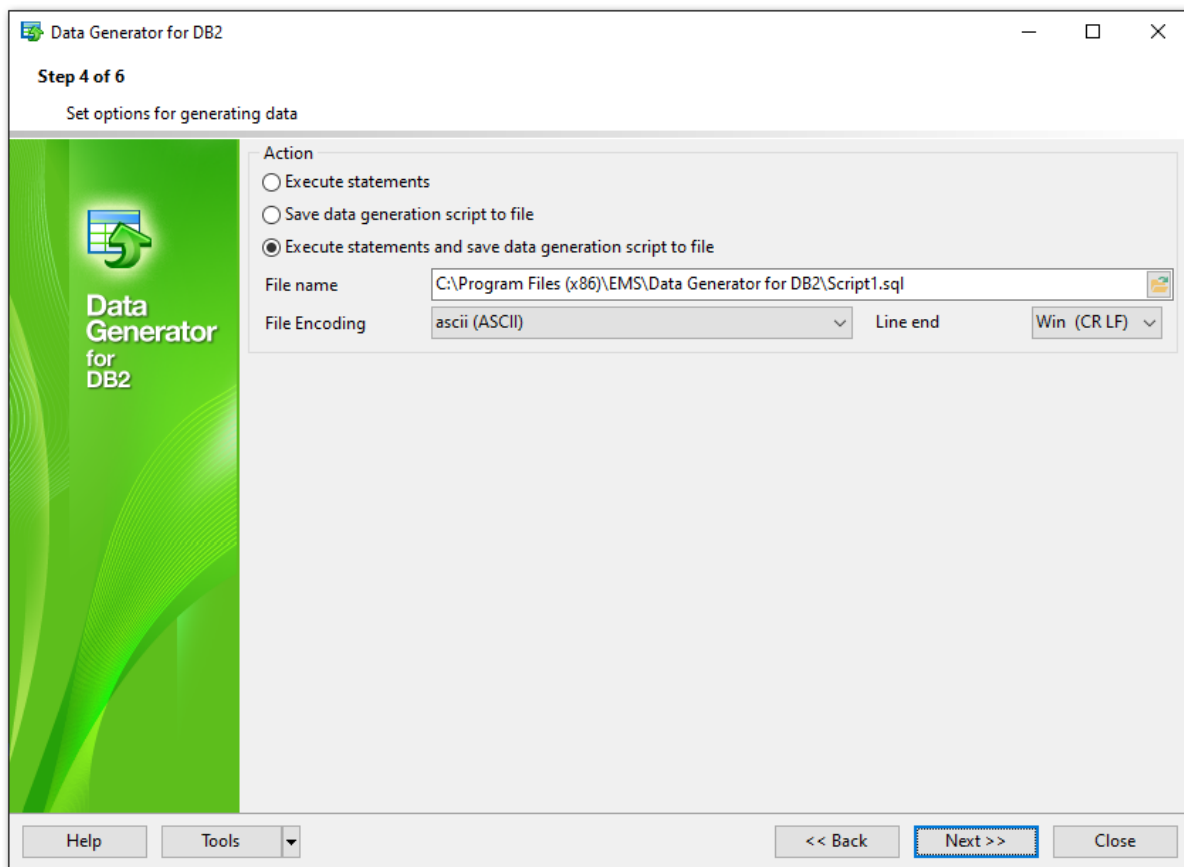 Data Generator for DB2
Step 4 of 6
Set options for generating data
Action
Execute statements
Save data generation script to file
Execute statements and save data generation script to file
File name C:\Program Files (x86)\EMS\Data Generator for DB2\Script1.sql
File Encoding ascii (ASCII) Line end Win (CR LF)
Data
Generator
for
DB2
Help Tools << Back Next >> Close